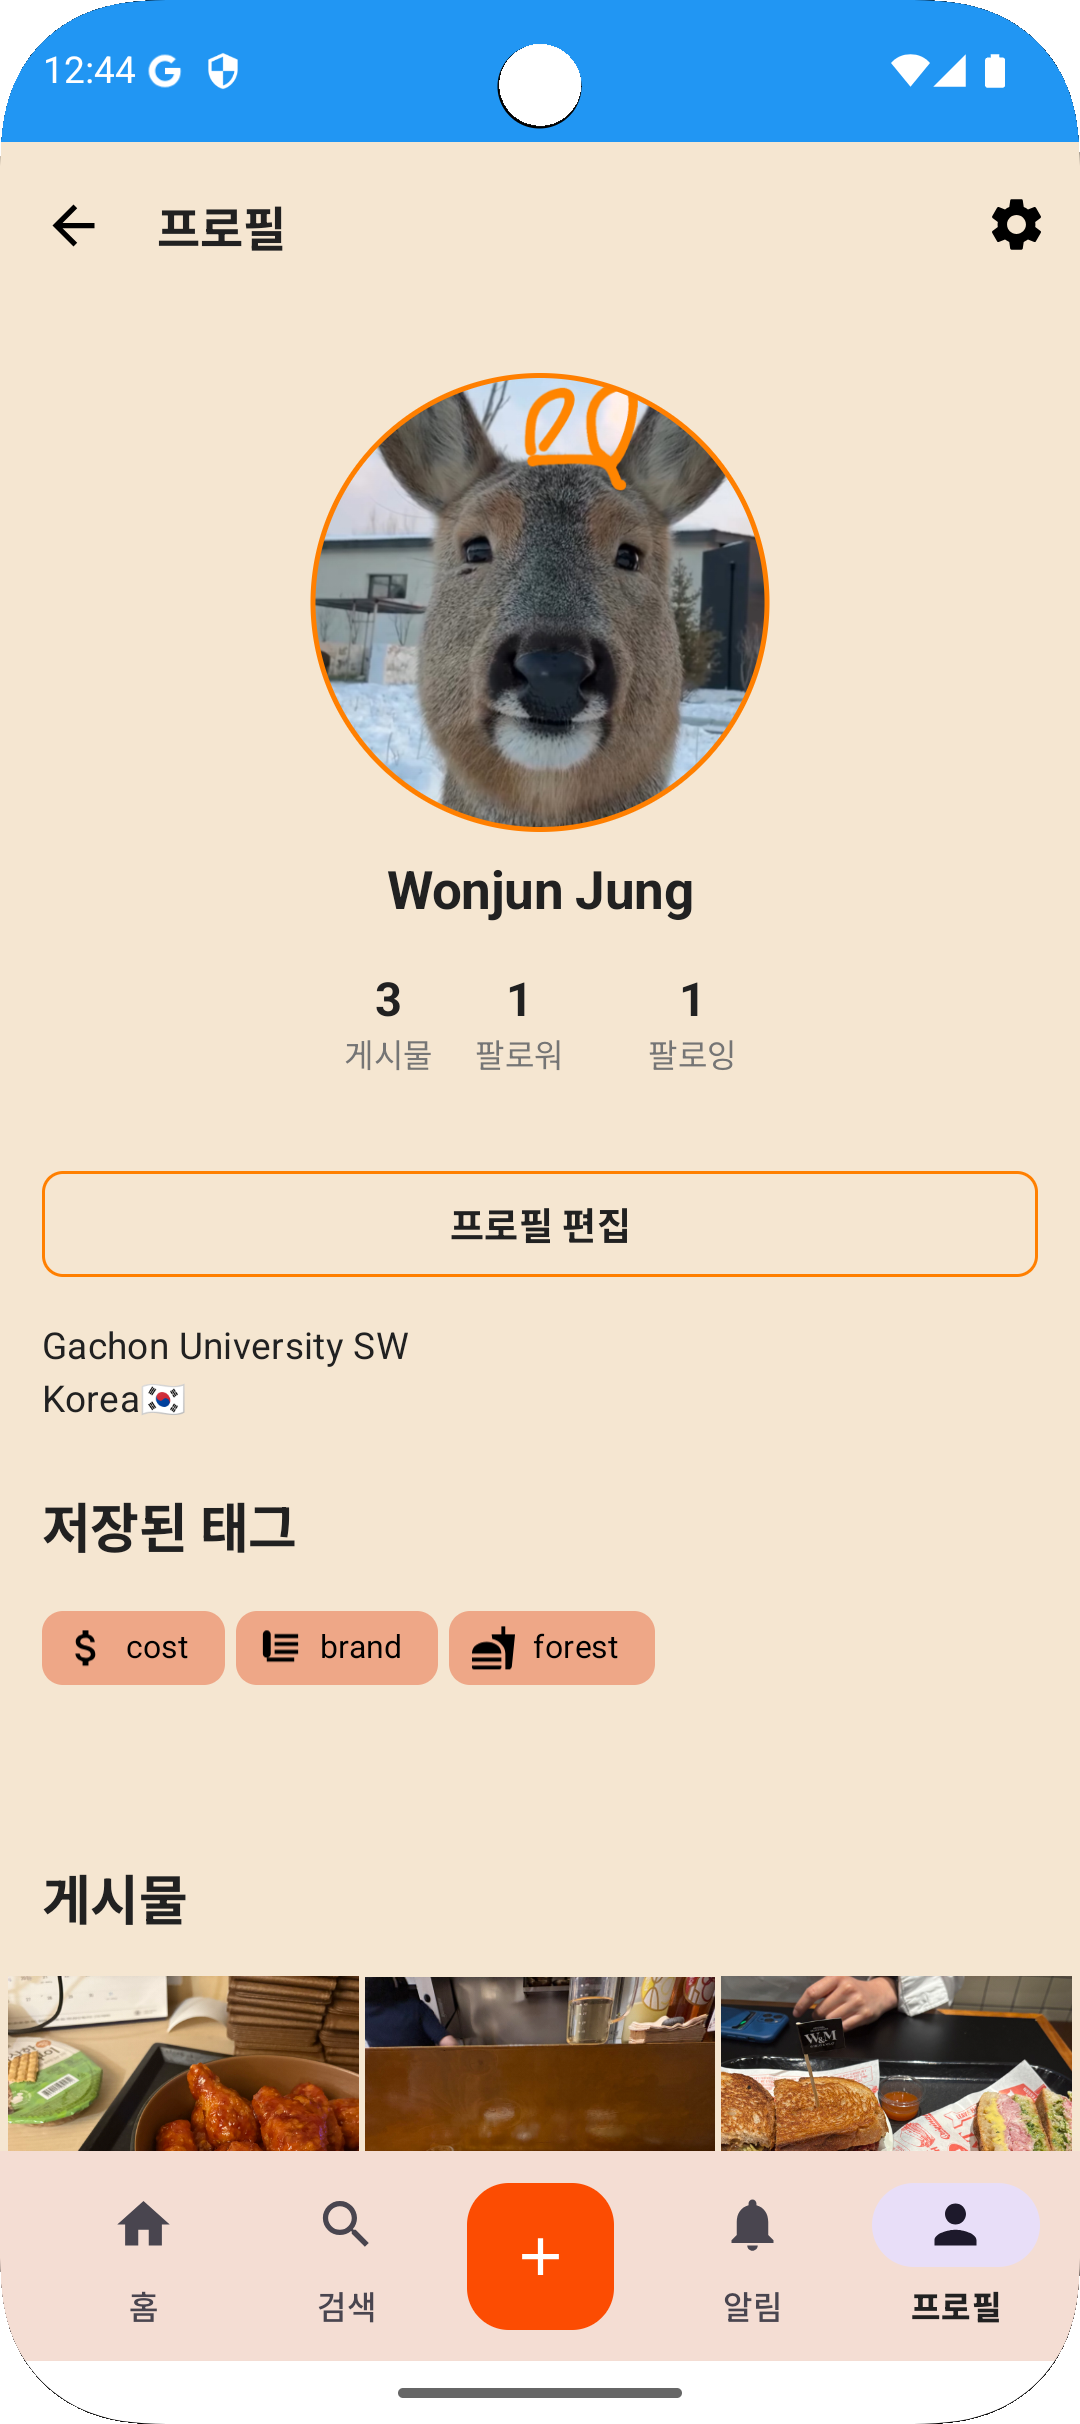 12:44
프로필
Wonjun Jung
3 1 1
게시물 팔로워 팔로잉
프로필 편집
Gachon University SW
Korea🇰🇷
저장된 태그
cost brand forest
게시물
W&M
+
홈 검색 알림 프로필